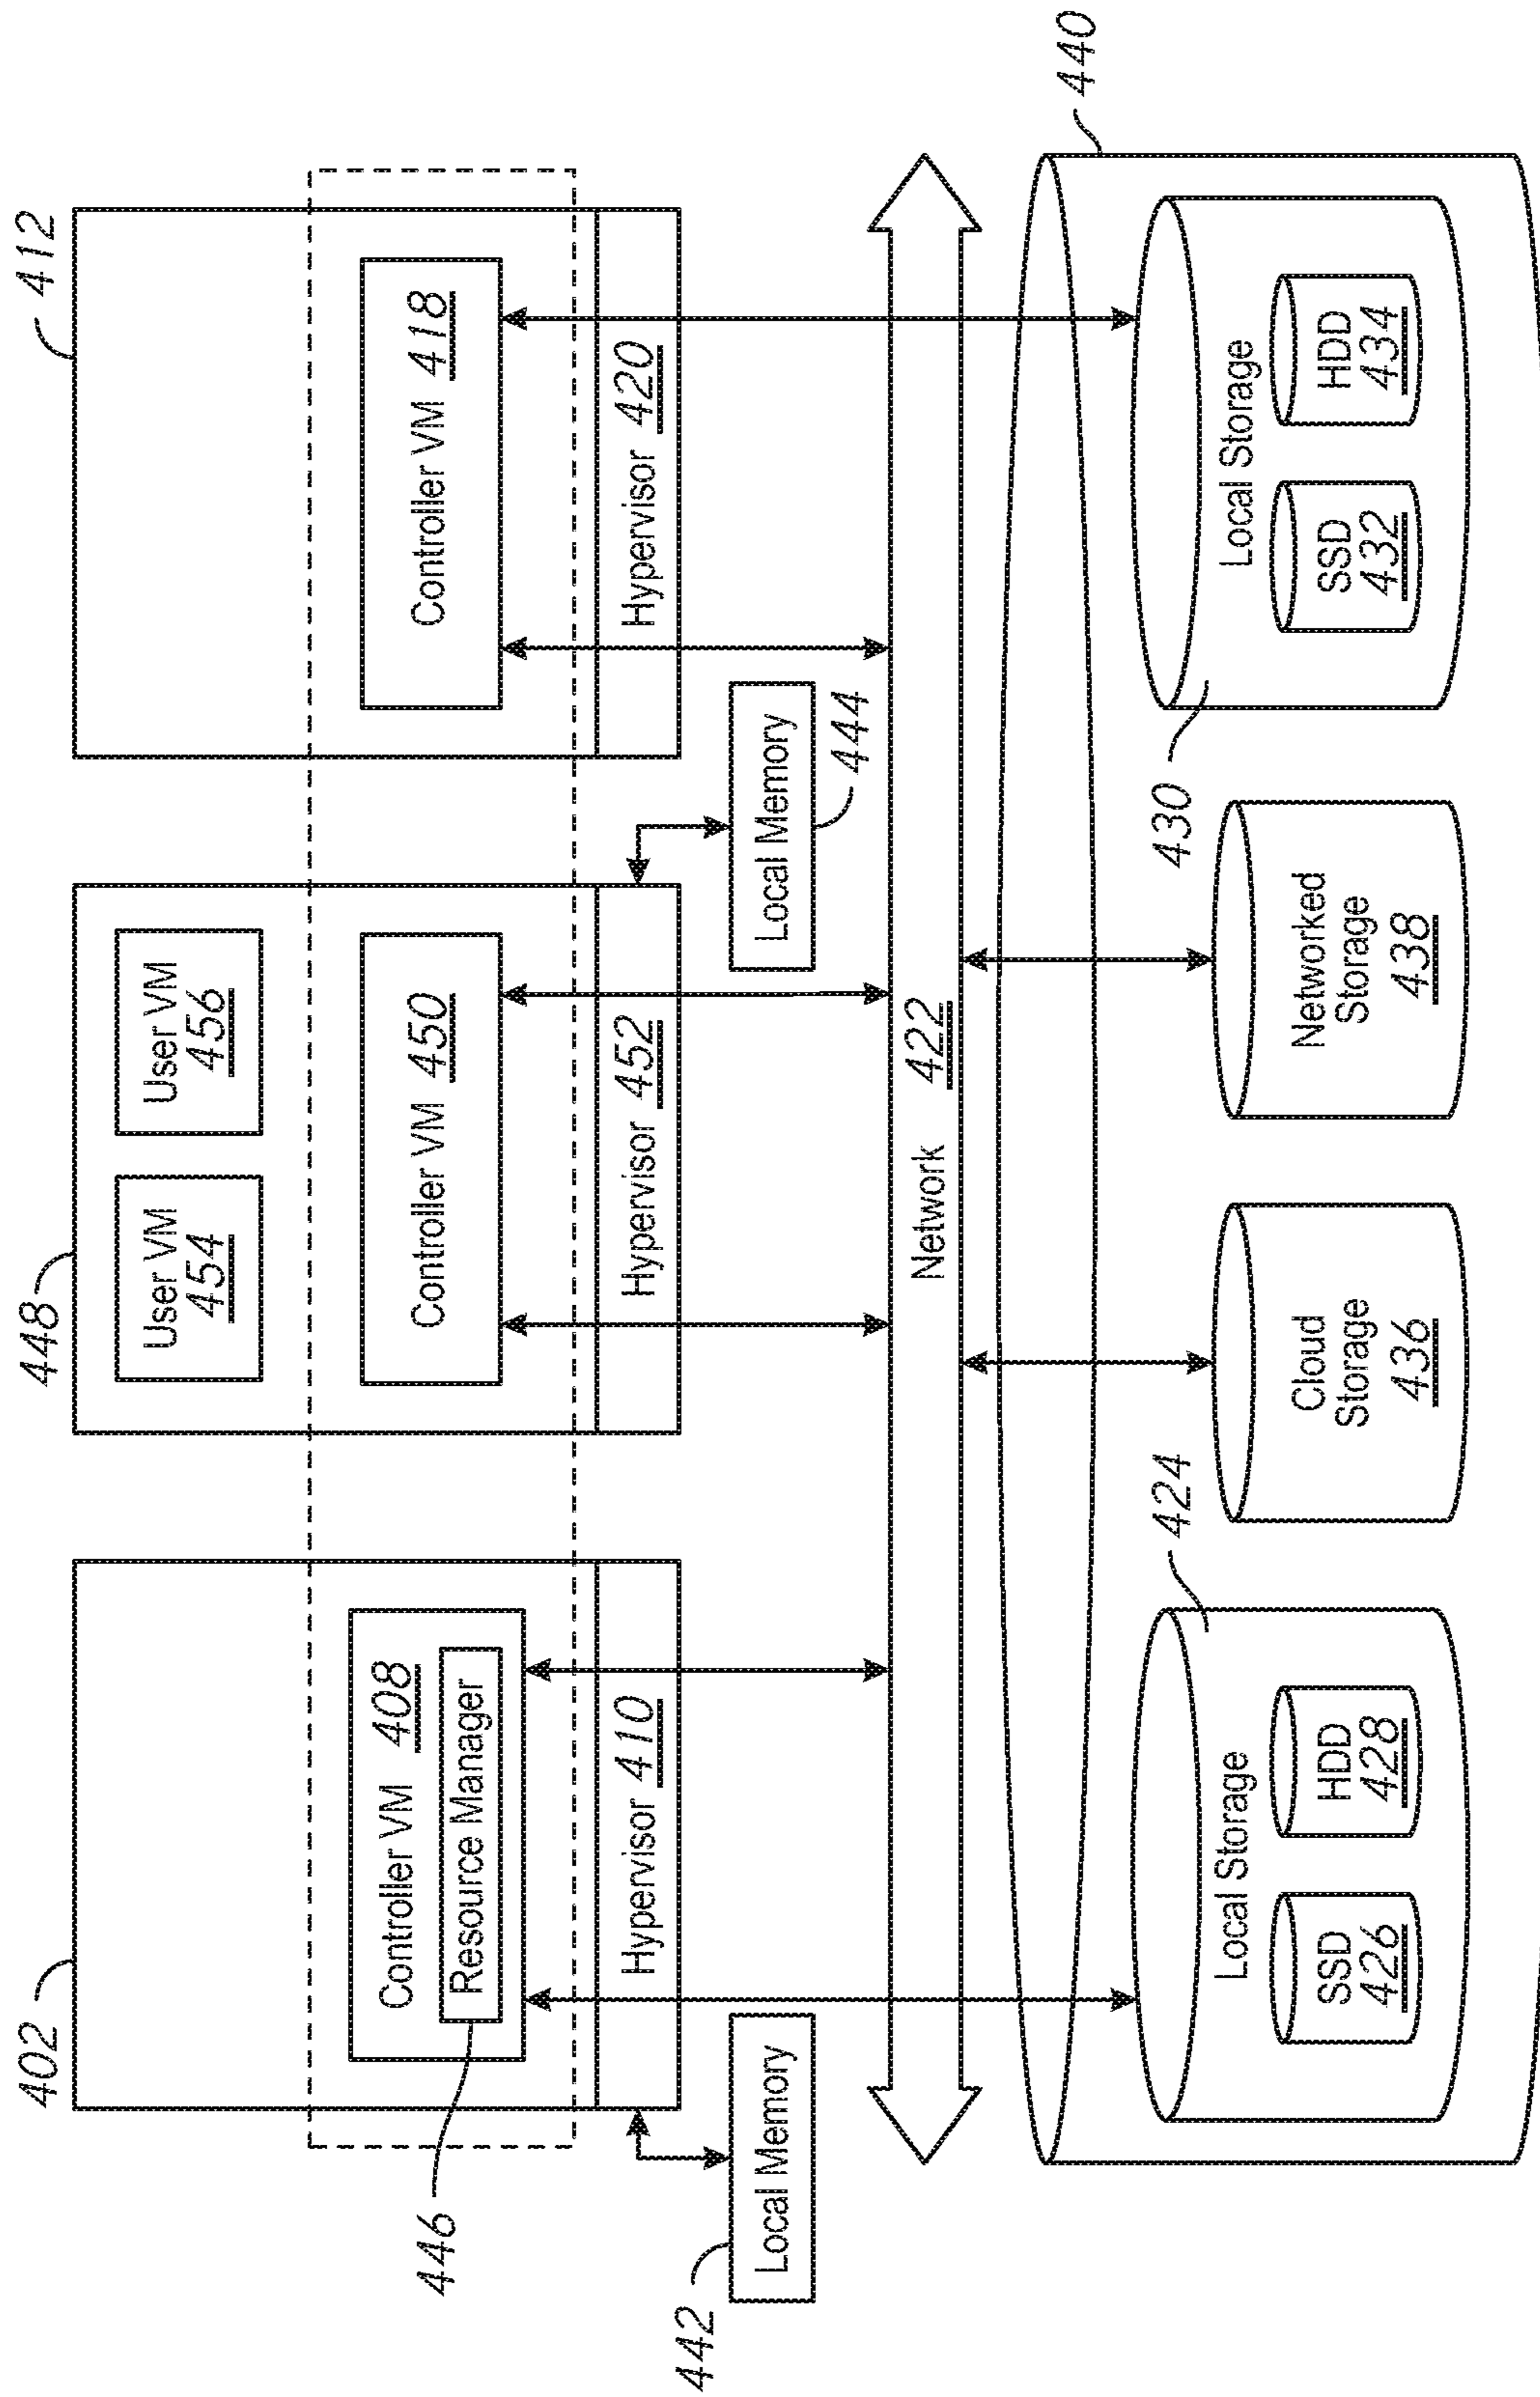 402
448
412
User VM
454
User VM
456
Controller VM 408
Resource Manager
446
Controller VM 450
Controller VM 418
Hypervisor 410
Hypervisor 452
Hypervisor 420
442
Local Memory
Local Memory
444
Network 422
440
424
430
Local Storage
SSD
426
HDD
428
Cloud
Storage
436
Networked
Storage
438
Local Storage
SSD
432
HDD
434